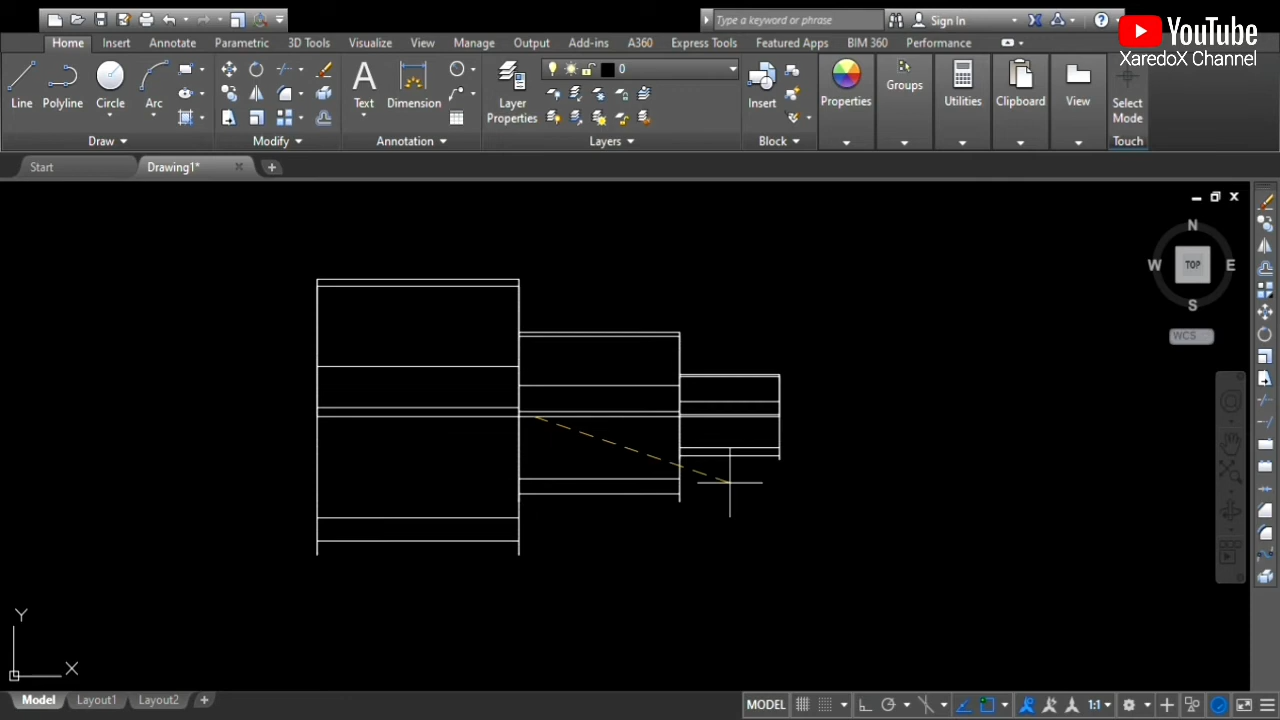 Type a keyword or phrase
Sign In
YouTube
XaredoX Channel
Home Insert Annotate Parametric 3D Tools Visualize View Manage Output Add-ins A360 Express Tools Featured Apps BIM 360 Performance
Line Polyline Circle Arc
Text Dimension
Layer Properties
0
Insert
Properties
Groups
Utilities
Clipboard
View
Select Mode
Draw
Modify
Annotation
Layers
Block
Touch
Start
Drawing1*
N
W TOP E
S
WCS
Y
X
Model Layout1 Layout2
MODEL
1:1